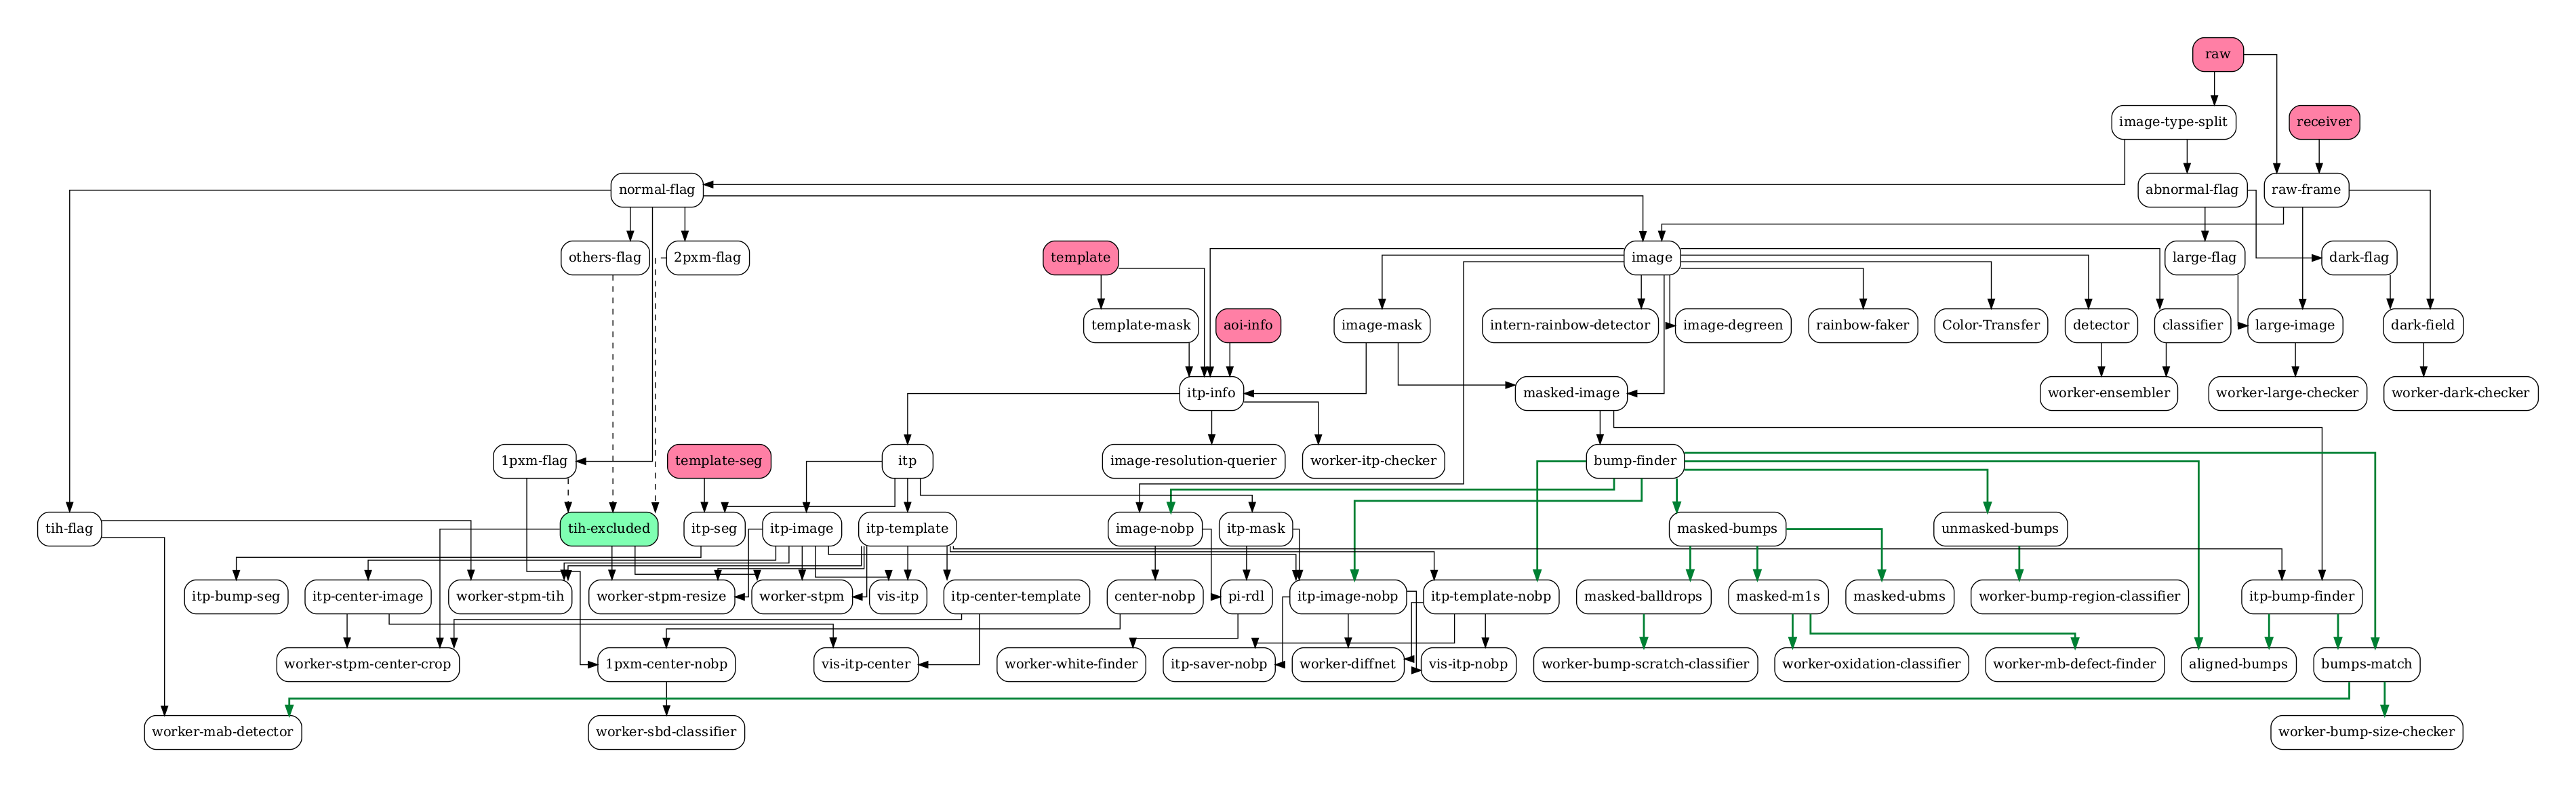 raw
image-type-split
receiver
normal-flag
abnormal-flag
raw-frame
others-flag
2pxm-flag
template
image
large-flag
dark-flag
template-mask
aoi-info
image-mask
intern-rainbow-detector
image-degreen
rainbow-faker
Color-Transfer
detector
classifier
large-image
dark-field
itp-info
masked-image
worker-ensembler
worker-large-checker
worker-dark-checker
1pxm-flag
template-seg
itp
image-resolution-querier
worker-itp-checker
bump-finder
tih-flag
tih-excluded
itp-seg
itp-image
itp-template
image-nobp
itp-mask
masked-bumps
unmasked-bumps
itp-bump-seg
itp-center-image
worker-stpm-tih
worker-stpm-resize
worker-stpm
vis-itp
itp-center-template
center-nobp
pi-rdl
itp-image-nobp
itp-template-nobp
masked-balldrops
masked-m1s
masked-ubms
worker-bump-region-classifier
itp-bump-finder
worker-stpm-center-crop
1pxm-center-nobp
vis-itp-center
worker-white-finder
itp-saver-nobp
worker-diffnet
vis-itp-nobp
worker-bump-scratch-classifier
worker-oxidation-classifier
worker-mb-defect-finder
aligned-bumps
bumps-match
worker-mab-detector
worker-sbd-classifier
worker-bump-size-checker